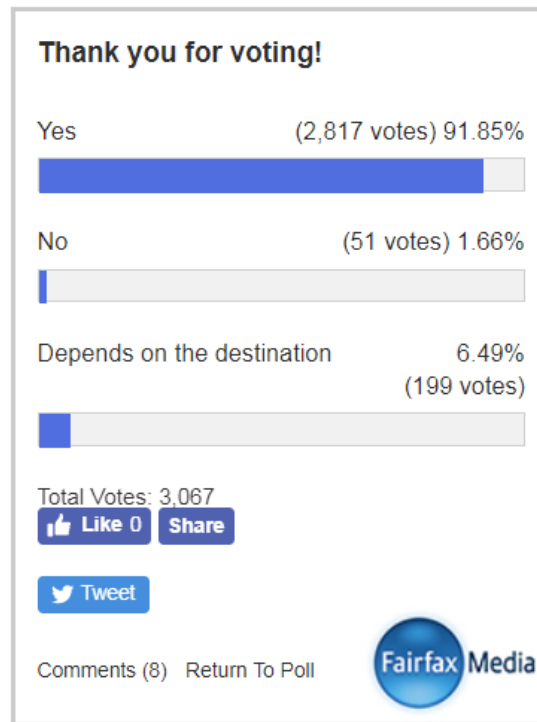 Thank you for voting!
Yes (2,817 votes) 91.85%
No (51 votes) 1.66%
Depends on the destination 6.49%
(199 votes)
Total Votes: 3,067
Like 0 Share
Tweet
Comments (8) Return To Poll
Fairfax Media